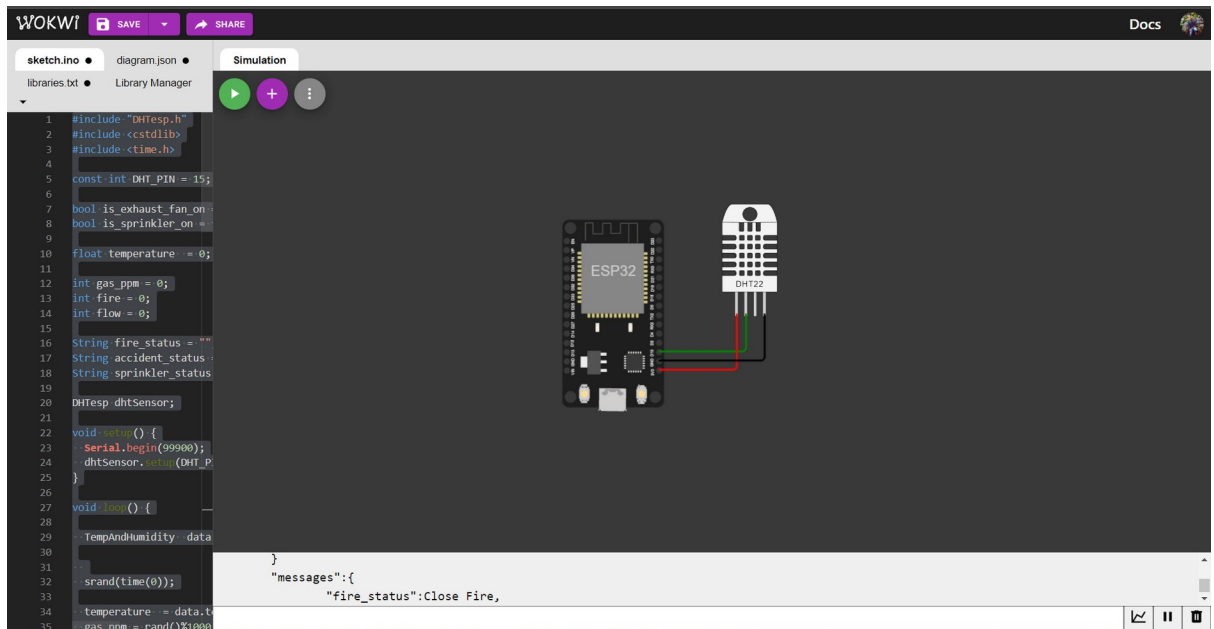 WOKWI SAVE SHARE Docs
sketch.ino ● diagram.json ● Simulation
libraries.txt ● Library Manager
1 #include "DHTesp.h"
2 #include <cstdlib>
3 #include <time.h>
4
5 const int DHT_PIN = 15;
6
7 bool is_exhaust_fan_on =
8 bool is_sprinkler_on =
9
10 float temperature  = 0;
11
12 int gas_ppm = 0;
13 int fire = 0;
14 int flow = 0;
15
16 String fire_status = ""
17 String accident_status =
18 String sprinkler_status
19
20 DHTesp dhtSensor;
21
22 void setup() {
23   Serial.begin(99900);
24   dhtSensor.setup(DHT_P
25 }
26
27 void loop() {
28
29   TempAndHumidity  data
30
31
32   srand(time(0));
33
34   temperature  = data.t
35   gas_ppm = rand()%1000
ESP32
DHT22
}
"messages":{
"fire_status":Close Fire,